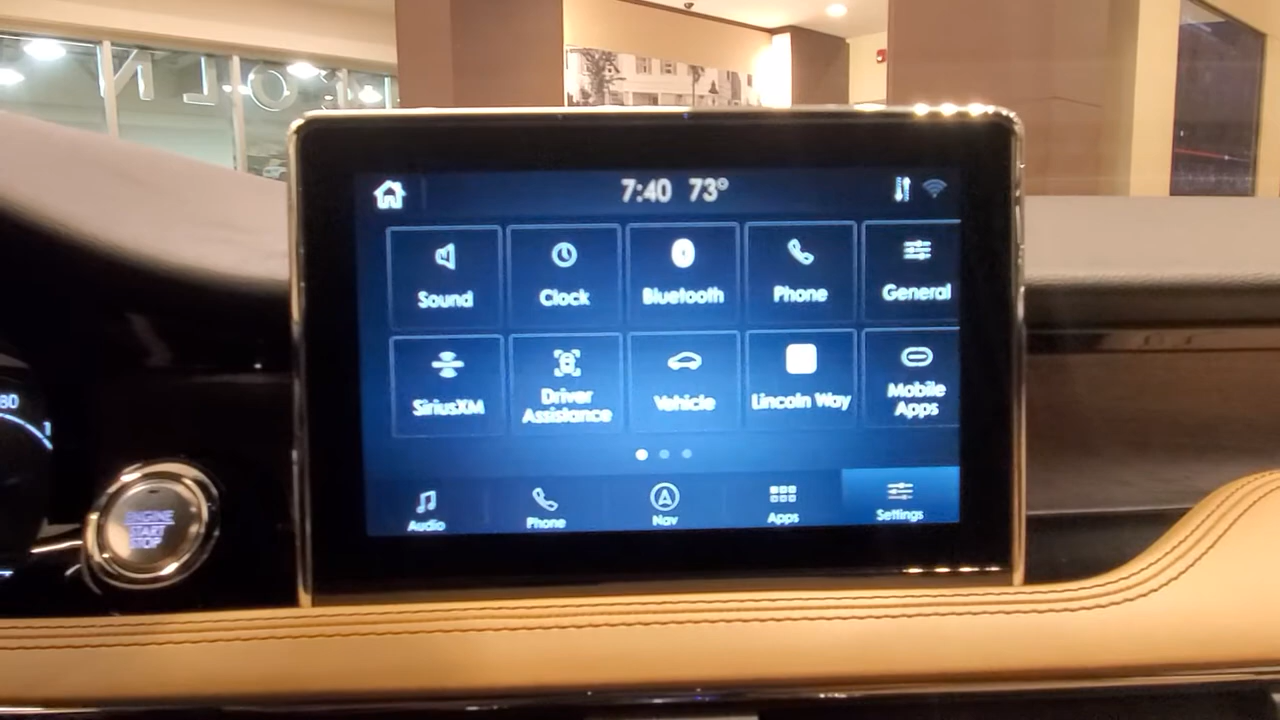 7:40 73°
Sound Clock Bluetooth Phone General
SiriusXM Driver Assistance Vehicle Lincoln Way Mobile Apps
Audio Phone Nav Apps Settings
ENGINE
START
STOP